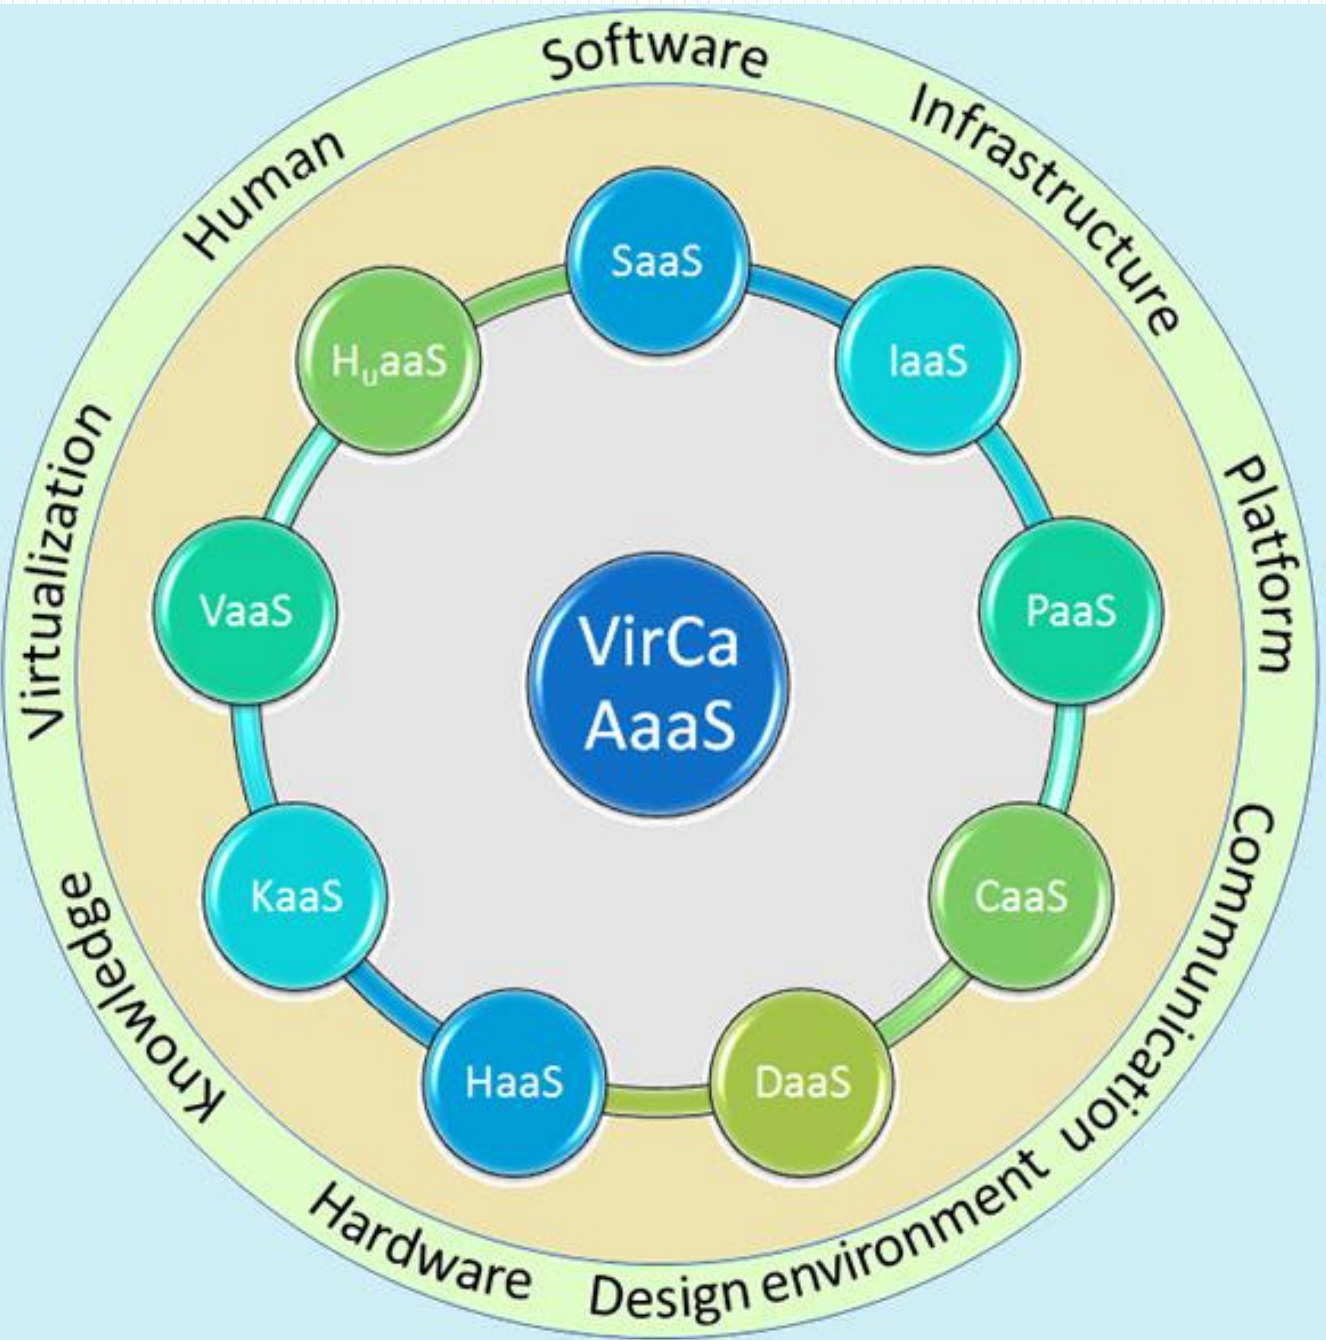 Software
Infrastructure
Platform
Communication
Design environment
Hardware
Knowledge
Virtualization
Human
SaaS
IaaS
PaaS
CaaS
DaaS
HaaS
KaaS
VaaS
HuaaS
VirCa
AaaS